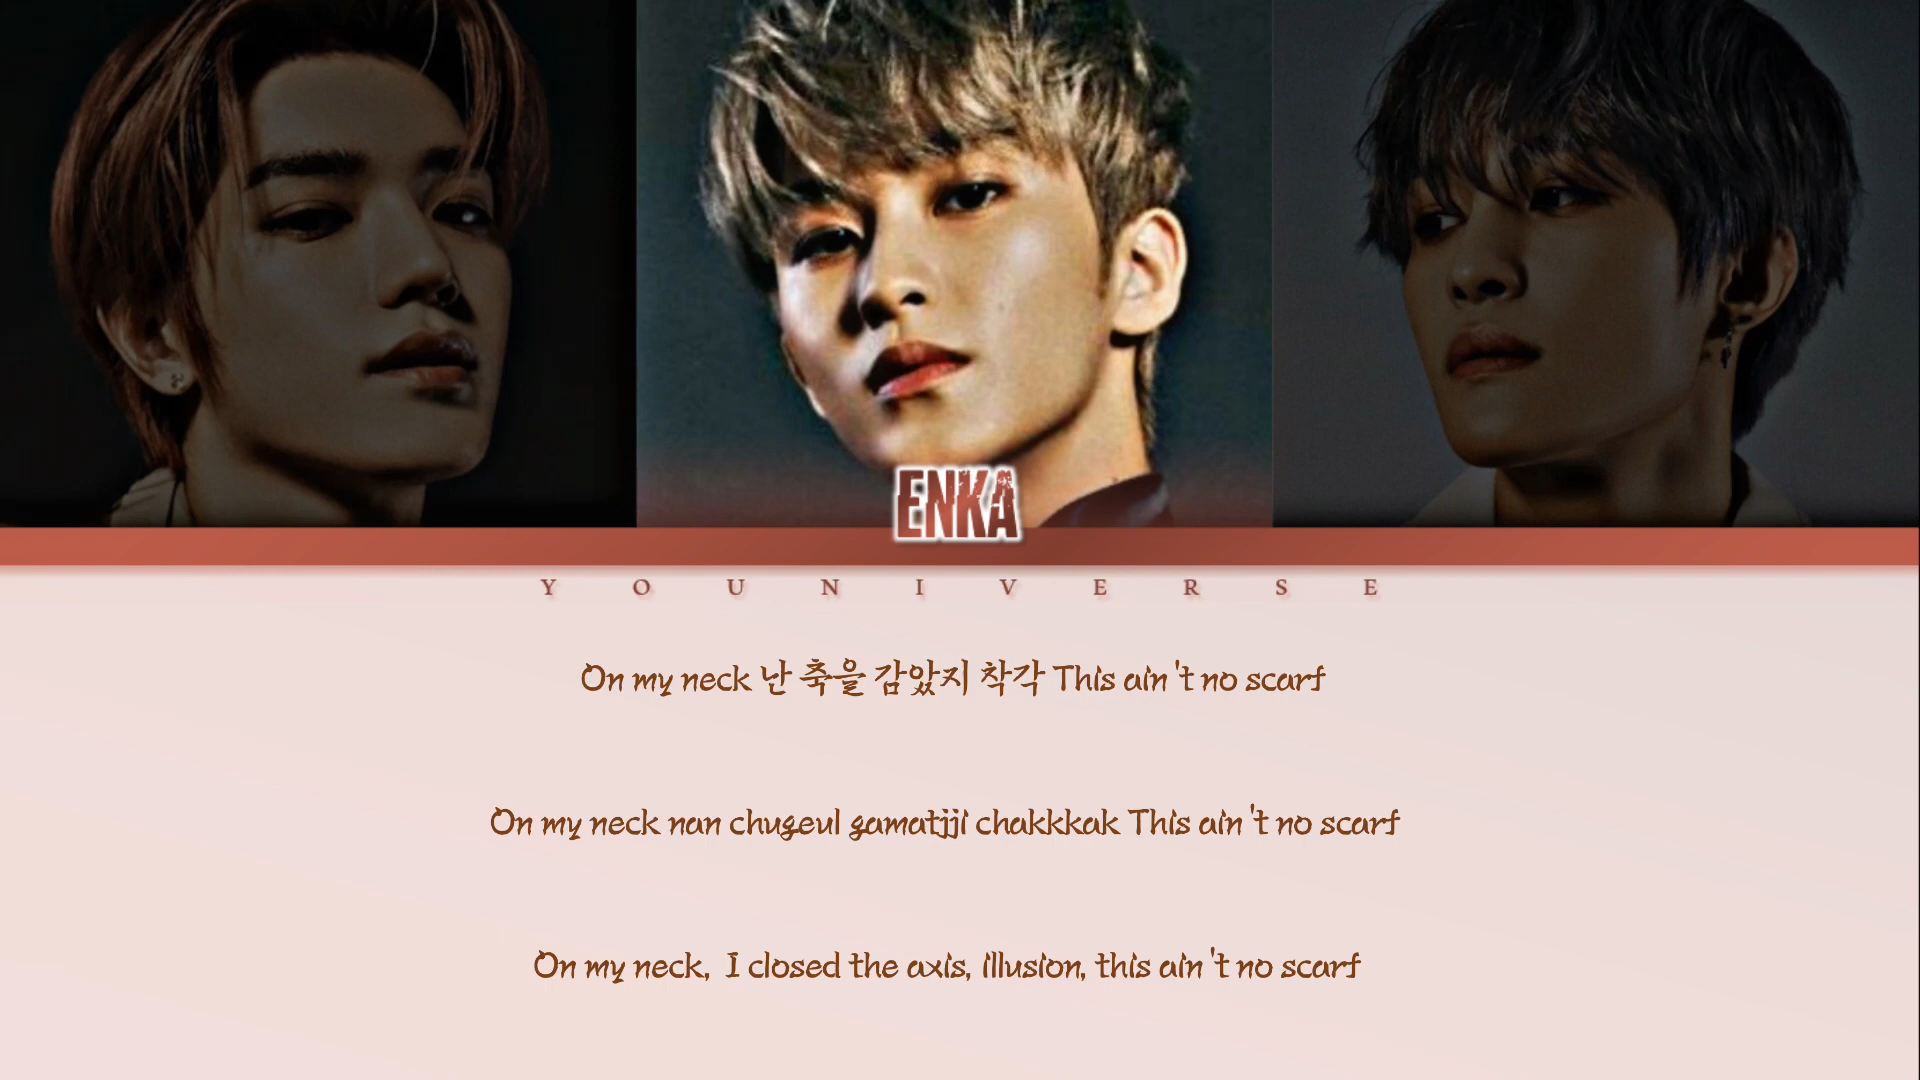 ENKA
YOUNIVERSE
On my neck 난 축을 감았지 착각 This ain't no scarf
On my neck nan chugeul gamatjji chakkkak This ain't no scarf
On my neck, I closed the axis, illusion, this ain't no scarf